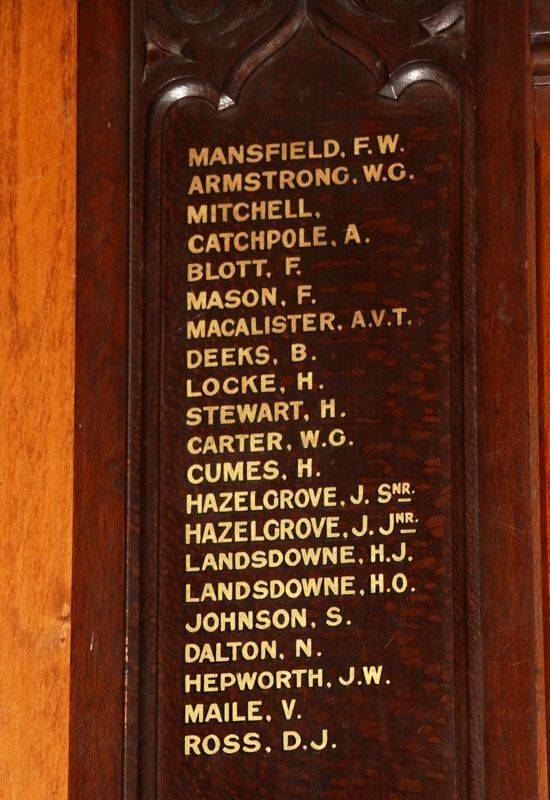 MANSFIELD, F.W.
ARMSTRONG, W.G.
MITCHELL,
CATCHPOLE, A.
BLOTT, F.
MASON, F.
MACALISTER, A.V.T.
DEEKS, B.
LOCKE, H.
STEWART, H.
CARTER, W.G.
CUMES, H.
HAZELGROVE, J. SNR.
HAZELGROVE, J. JNR.
LANDSDOWNE, H.J.
LANDSDOWNE, H.O.
JOHNSON, S.
DALTON, N.
HEPWORTH, J.W.
MAILE, V.
ROSS, D.J.